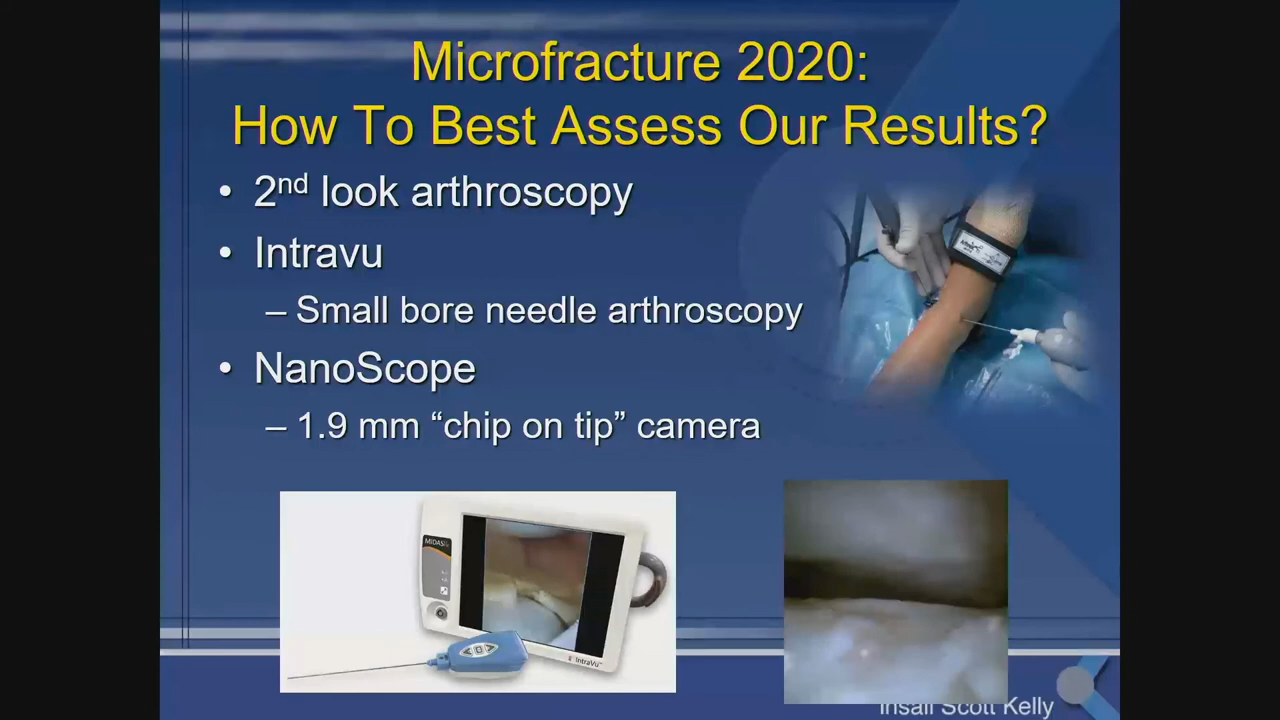 Microfracture 2020:
How To Best Assess Our Results?
• 2nd look arthroscopy
• Intravu
– Small bore needle arthroscopy
• NanoScope
– 1.9 mm “chip on tip” camera
IntraVu™
Insall Scott Kelly